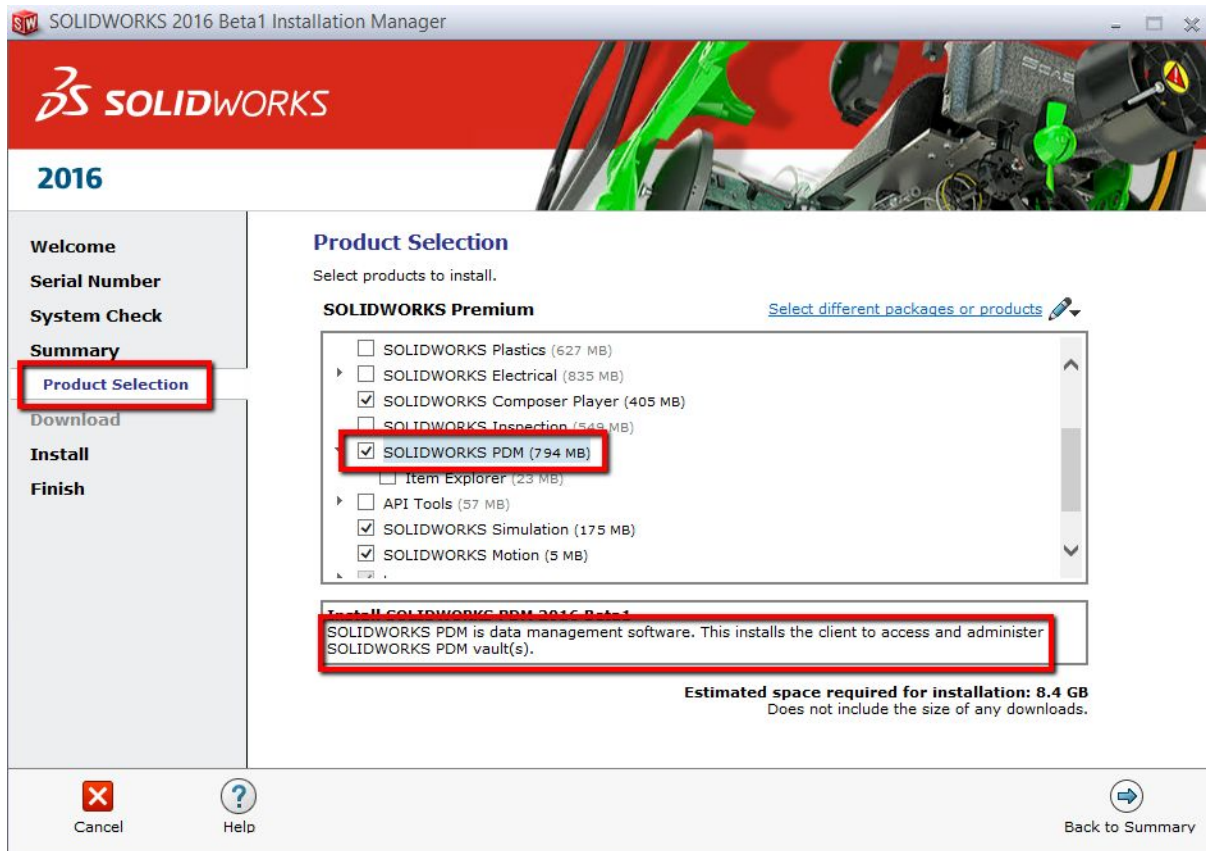 SOLIDWORKS 2016 Beta1 Installation Manager
SOLIDWORKS
2016
Welcome
Serial Number
System Check
Summary
Product Selection
Download
Install
Finish
Product Selection
Select products to install.
SOLIDWORKS Premium
Select different packages or products
SOLIDWORKS Plastics (627 MB)
SOLIDWORKS Electrical (835 MB)
SOLIDWORKS Composer Player (405 MB)
SOLIDWORKS Inspection (549 MB)
SOLIDWORKS PDM (794 MB)
Item Explorer (23 MB)
API Tools (57 MB)
SOLIDWORKS Simulation (175 MB)
SOLIDWORKS Motion (5 MB)
Install SOLIDWORKS PDM 2016 Beta1
SOLIDWORKS PDM is data management software. This installs the client to access and administer
SOLIDWORKS PDM vault(s).
Estimated space required for installation: 8.4 GB
Does not include the size of any downloads.
Cancel
Help
Back to Summary